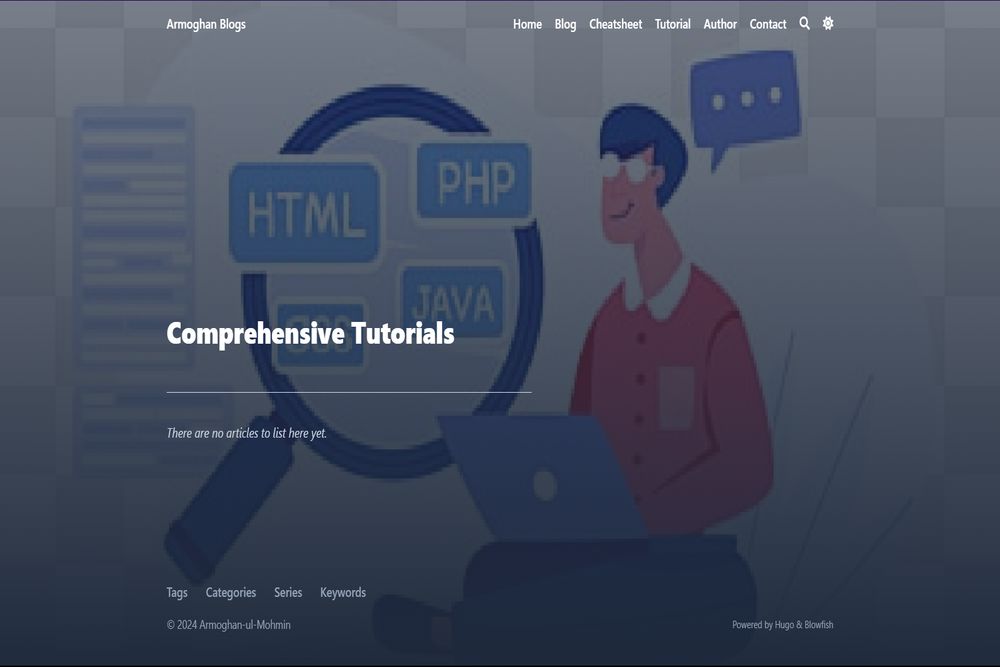 Armoghan Blogs
Home Blog Cheatsheet Tutorial Author Contact
HTML
PHP
JAVA
CSS
Comprehensive Tutorials
There are no articles to list here yet.
Tags Categories Series Keywords
© 2024 Armoghan-ul-Mohmin
Powered by Hugo & Blowfish